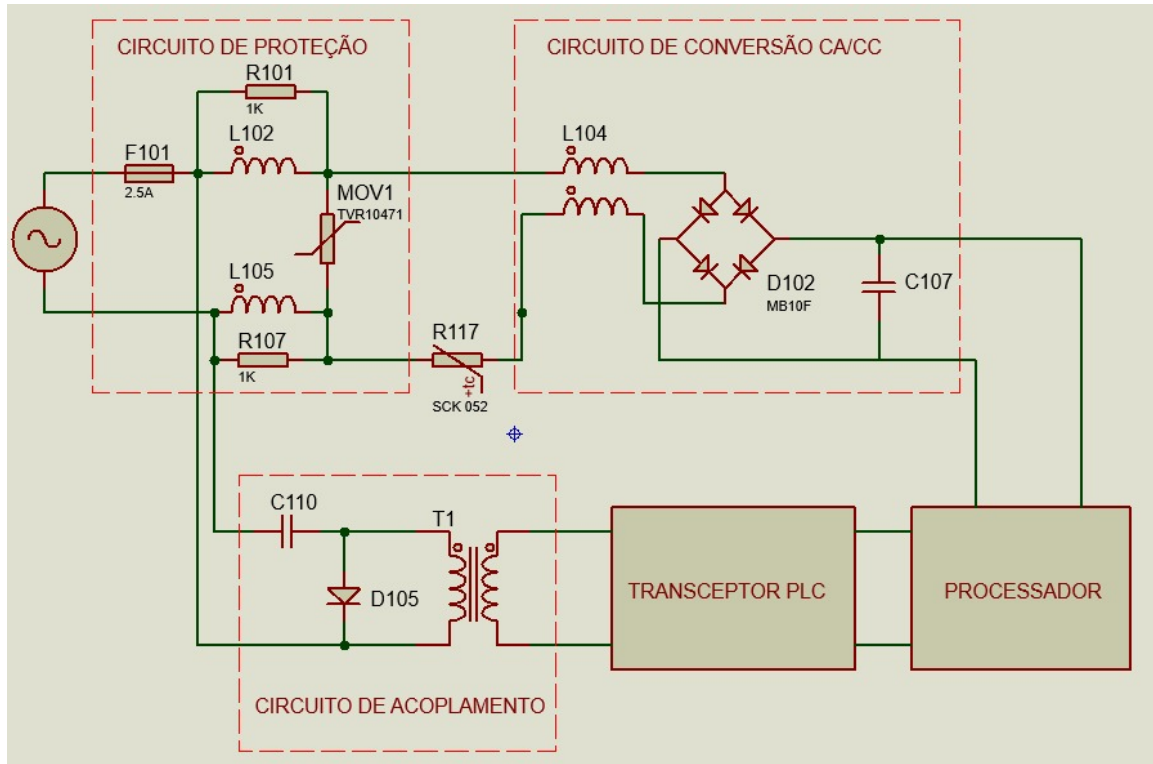 CIRCUITO DE PROTEÇÃO
CIRCUITO DE CONVERSÃO CA/CC
R101
1K
L102
F101
2.5A
MOV1
TVR10471
L105
R107
1K
R117
+tc
SCK 052
L104
D102
MB10F
C107
C110
T1
D105
CIRCUITO DE ACOPLAMENTO
TRANSCEPTOR PLC
PROCESSADOR